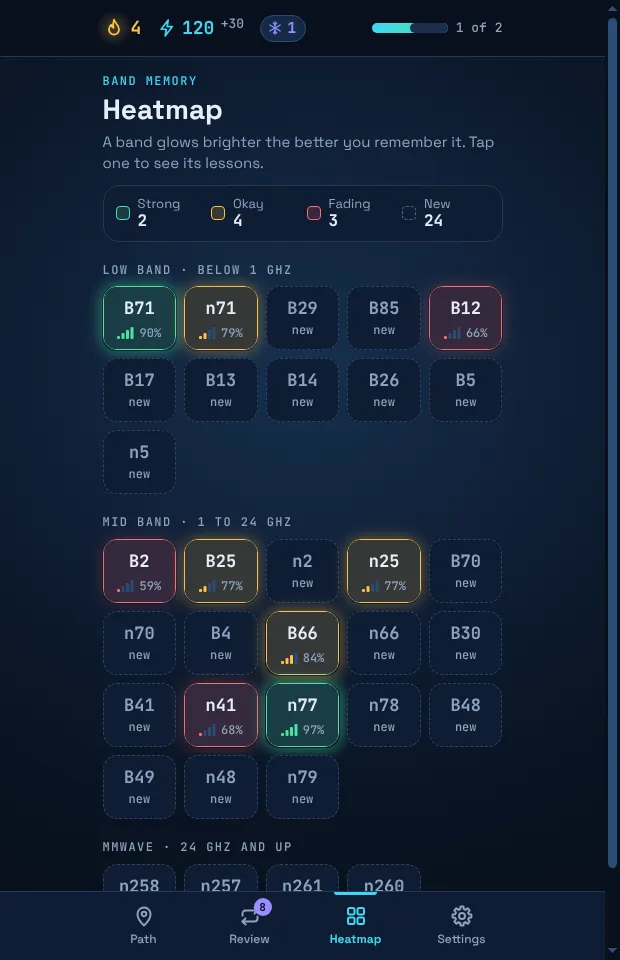 4 120 +30 1 1 of 2
BAND MEMORY
Heatmap
A band glows brighter the better you remember it. Tap
one to see its lessons.
Strong Okay Fading New
2 4 3 24
LOW BAND · BELOW 1 GHZ
B71 n71 B29 B85 B12
90% 79% new new 66%
B17 B13 B14 B26 B5
new new new new new
n5
new
MID BAND · 1 TO 24 GHZ
B2 B25 n2 n25 B70
59% 77% new 77% new
n70 B4 B66 n66 B30
new new 84% new new
B41 n41 n77 n78 B48
new 68% 97% new new
B49 n48 n79
new new new
MMWAVE · 24 GHZ AND UP
n258 n257 n261 n260
8
Path Review Heatmap Settings